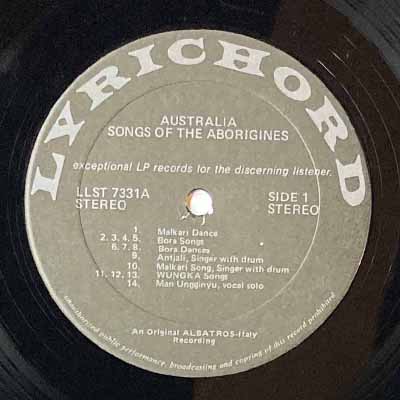 LYRICHORD
AUSTRALIA
SONGS OF THE ABORIGINES
exceptional LP records for the discerning listener.
LLST 7331A
STEREO
SIDE 1
STEREO
1. Malkari Dance
2, 3, 4, 5. Bora Songs
6, 7, 8. Bora Dances
9. Antjali, Singer with drum
10. Malkari Song, Singer with drum
11, 12, 13. WUNGKA Songs
14. Man Ungginyu, vocal solo
An Original ALBATROS-Italy
Recording
unauthorized public performance, broadcasting and copying of this record prohibited